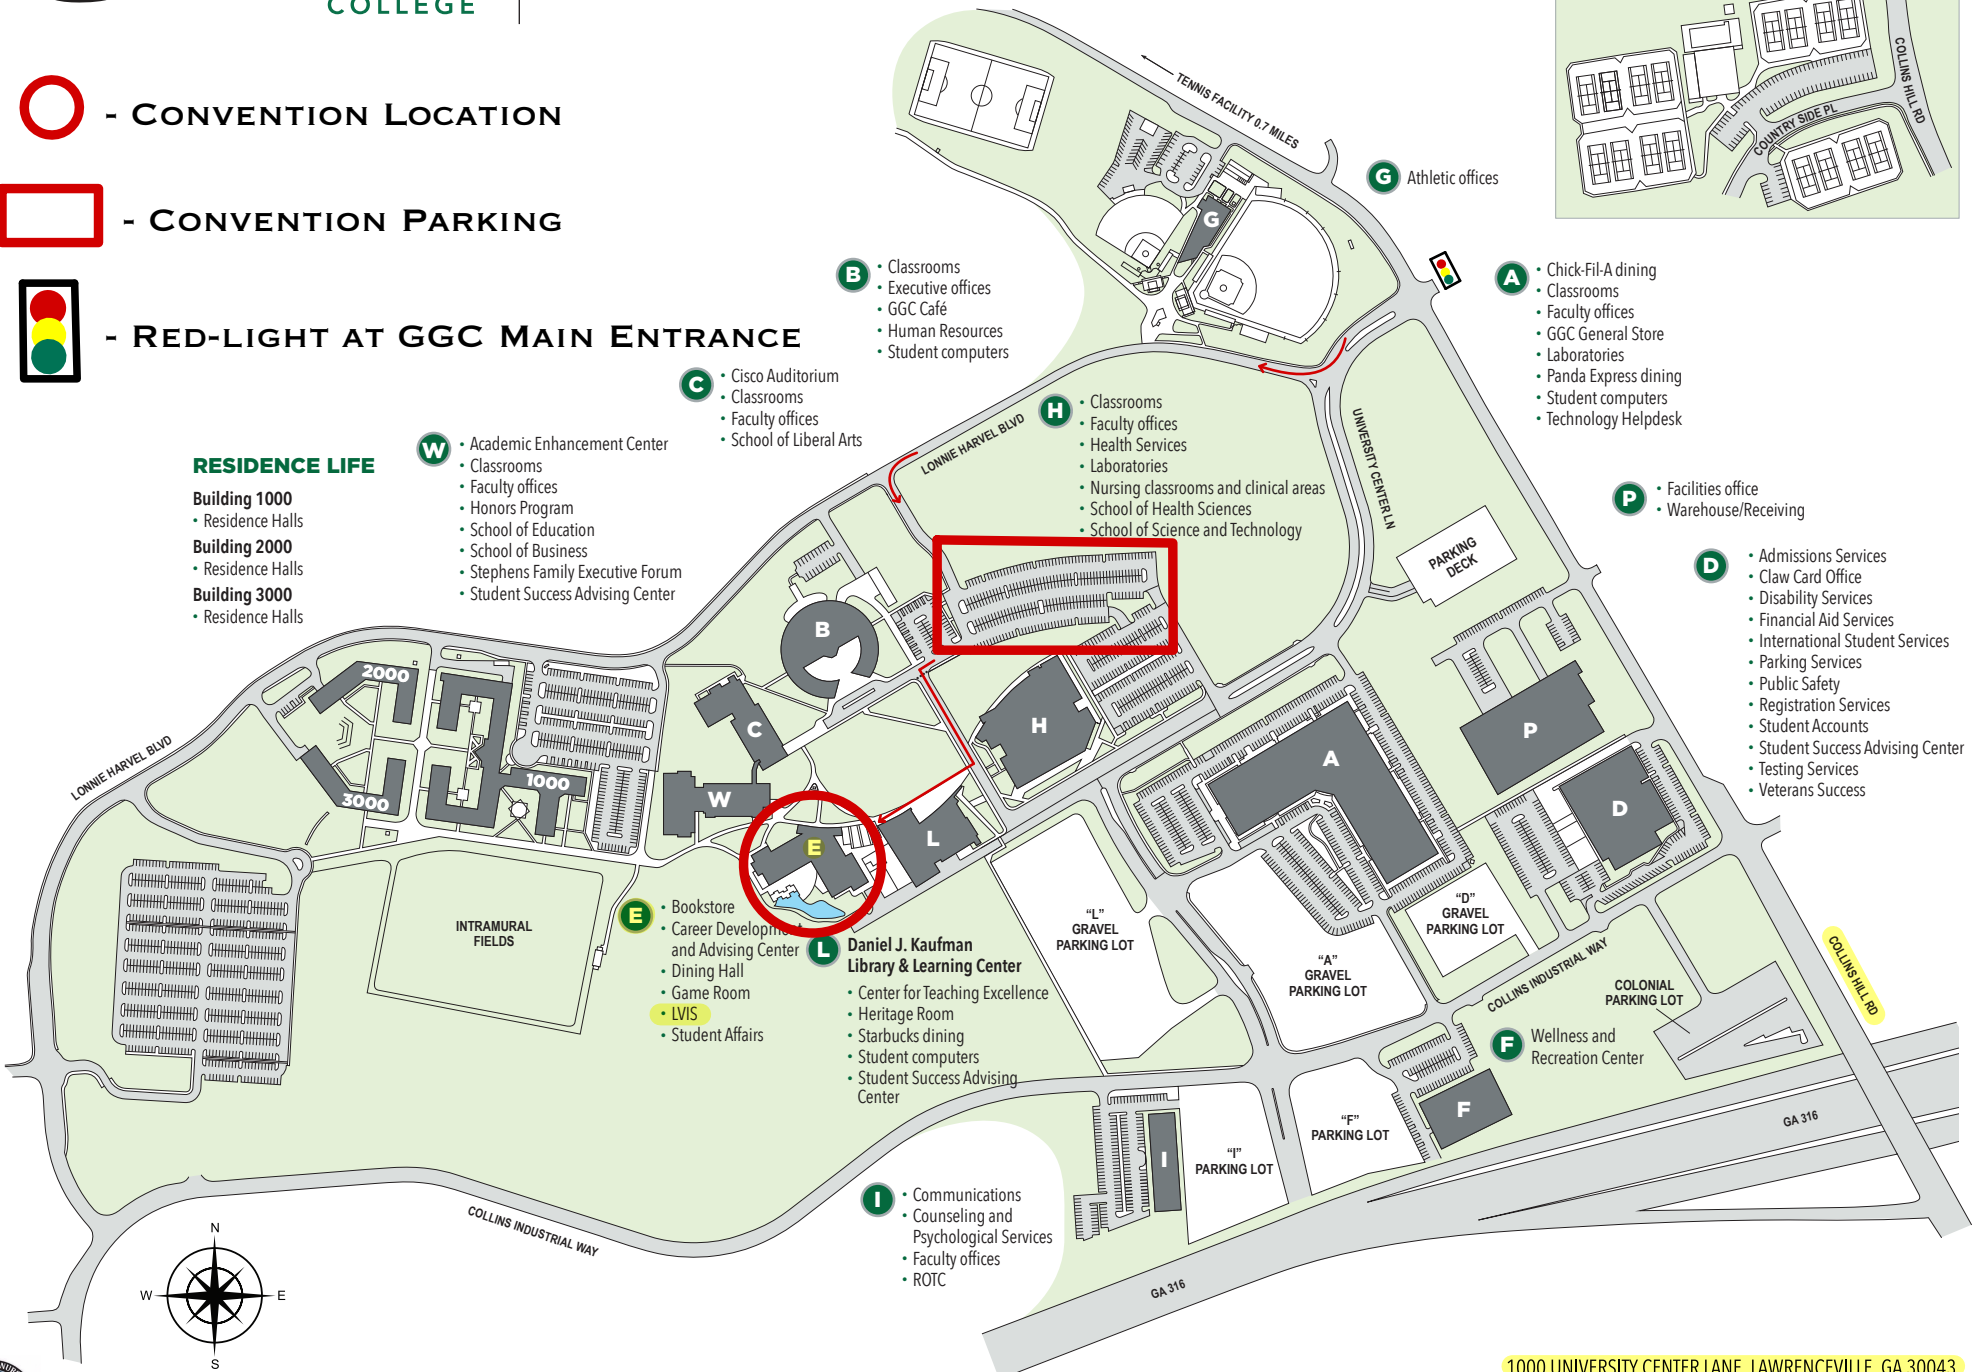 COLLEGE
- CONVENTION LOCATION
- CONVENTION PARKING
- RED-LIGHT AT GGC MAIN ENTRANCE
TENNIS FACILITY 0.7 MILES
COLLINS HILL RD
COUNTRY SIDE PL
G Athletic offices
G
B
• Classrooms
• Executive offices
• GGC Café
• Human Resources
• Student computers
A
• Chick-Fil-A dining
• Classrooms
• Faculty offices
• GGC General Store
• Laboratories
• Panda Express dining
• Student computers
• Technology Helpdesk
C
• Cisco Auditorium
• Classrooms
• Faculty offices
• School of Liberal Arts
H
• Classrooms
• Faculty offices
• Health Services
• Laboratories
• Nursing classrooms and clinical areas
• School of Health Sciences
• School of Science and Technology
LONNIE HARVEL BLVD
UNIVERSITY CENTER LN
W
• Academic Enhancement Center
• Classrooms
• Faculty offices
• Honors Program
• School of Education
• School of Business
• Stephens Family Executive Forum
• Student Success Advising Center
RESIDENCE LIFE
Building 1000
• Residence Halls
Building 2000
• Residence Halls
Building 3000
• Residence Halls
P
• Facilities office
• Warehouse/Receiving
PARKING
DECK
D
• Admissions Services
• Claw Card Office
• Disability Services
• Financial Aid Services
• International Student Services
• Parking Services
• Public Safety
• Registration Services
• Student Accounts
• Student Success Advising Center
• Testing Services
• Veterans Success
B
2000
C
H
P
A
LONNIE HARVEL BLVD
3000
1000
W
D
E
L
INTRAMURAL
FIELDS
E
• Bookstore
• Career Development
and Advising Center
• Dining Hall
• Game Room
• LVIS
• Student Affairs
L
Daniel J. Kaufman
Library & Learning Center
• Center for Teaching Excellence
• Heritage Room
• Starbucks dining
• Student computers
• Student Success Advising
Center
"L"
GRAVEL
PARKING LOT
"D"
GRAVEL
PARKING LOT
"A"
GRAVEL
PARKING LOT
COLLINS INDUSTRIAL WAY
COLONIAL
PARKING LOT
COLLINS HILL RD
F
Wellness and
Recreation Center
F
"F"
PARKING LOT
GA 316
I
"I"
PARKING LOT
I
• Communications
• Counseling and
Psychological Services
• Faculty offices
• ROTC
COLLINS INDUSTRIAL WAY
GA 316
N
W
E
S
1000 UNIVERSITY CENTER LANE, LAWRENCEVILLE, GA 30043